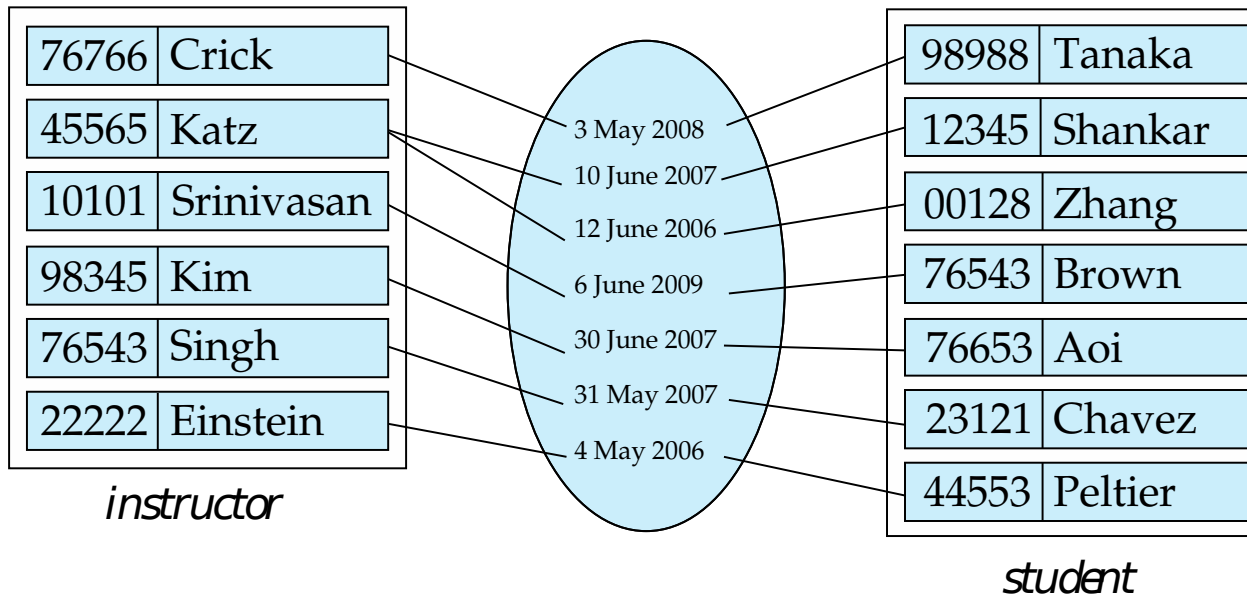 76766 Crick
45565 Katz
10101 Srinivasan
98345 Kim
76543 Singh
22222 Einstein
instructor
3 May 2008
10 June 2007
12 June 2006
6 June 2009
30 June 2007
31 May 2007
4 May 2006
98988 Tanaka
12345 Shankar
00128 Zhang
76543 Brown
76653 Aoi
23121 Chavez
44553 Peltier
student